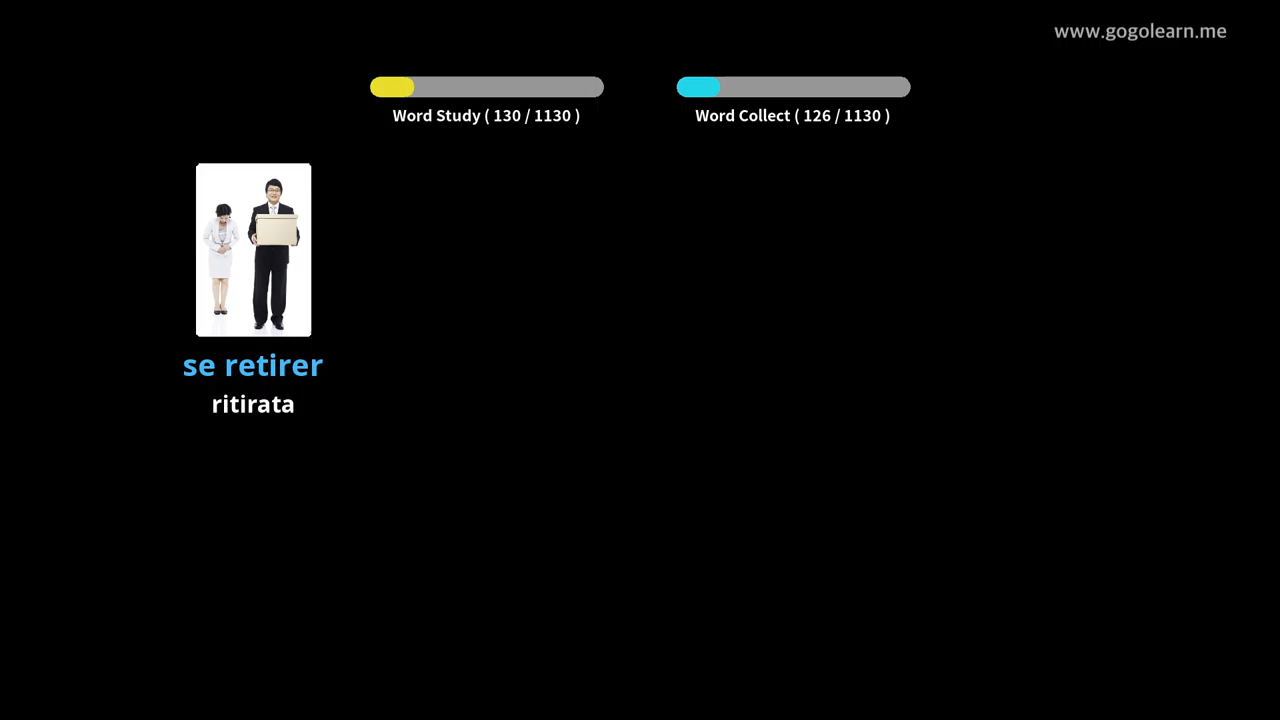 www.gogolearn.me
Word Study ( 130 / 1130 )
Word Collect ( 126 / 1130 )
se retirer
ritirata